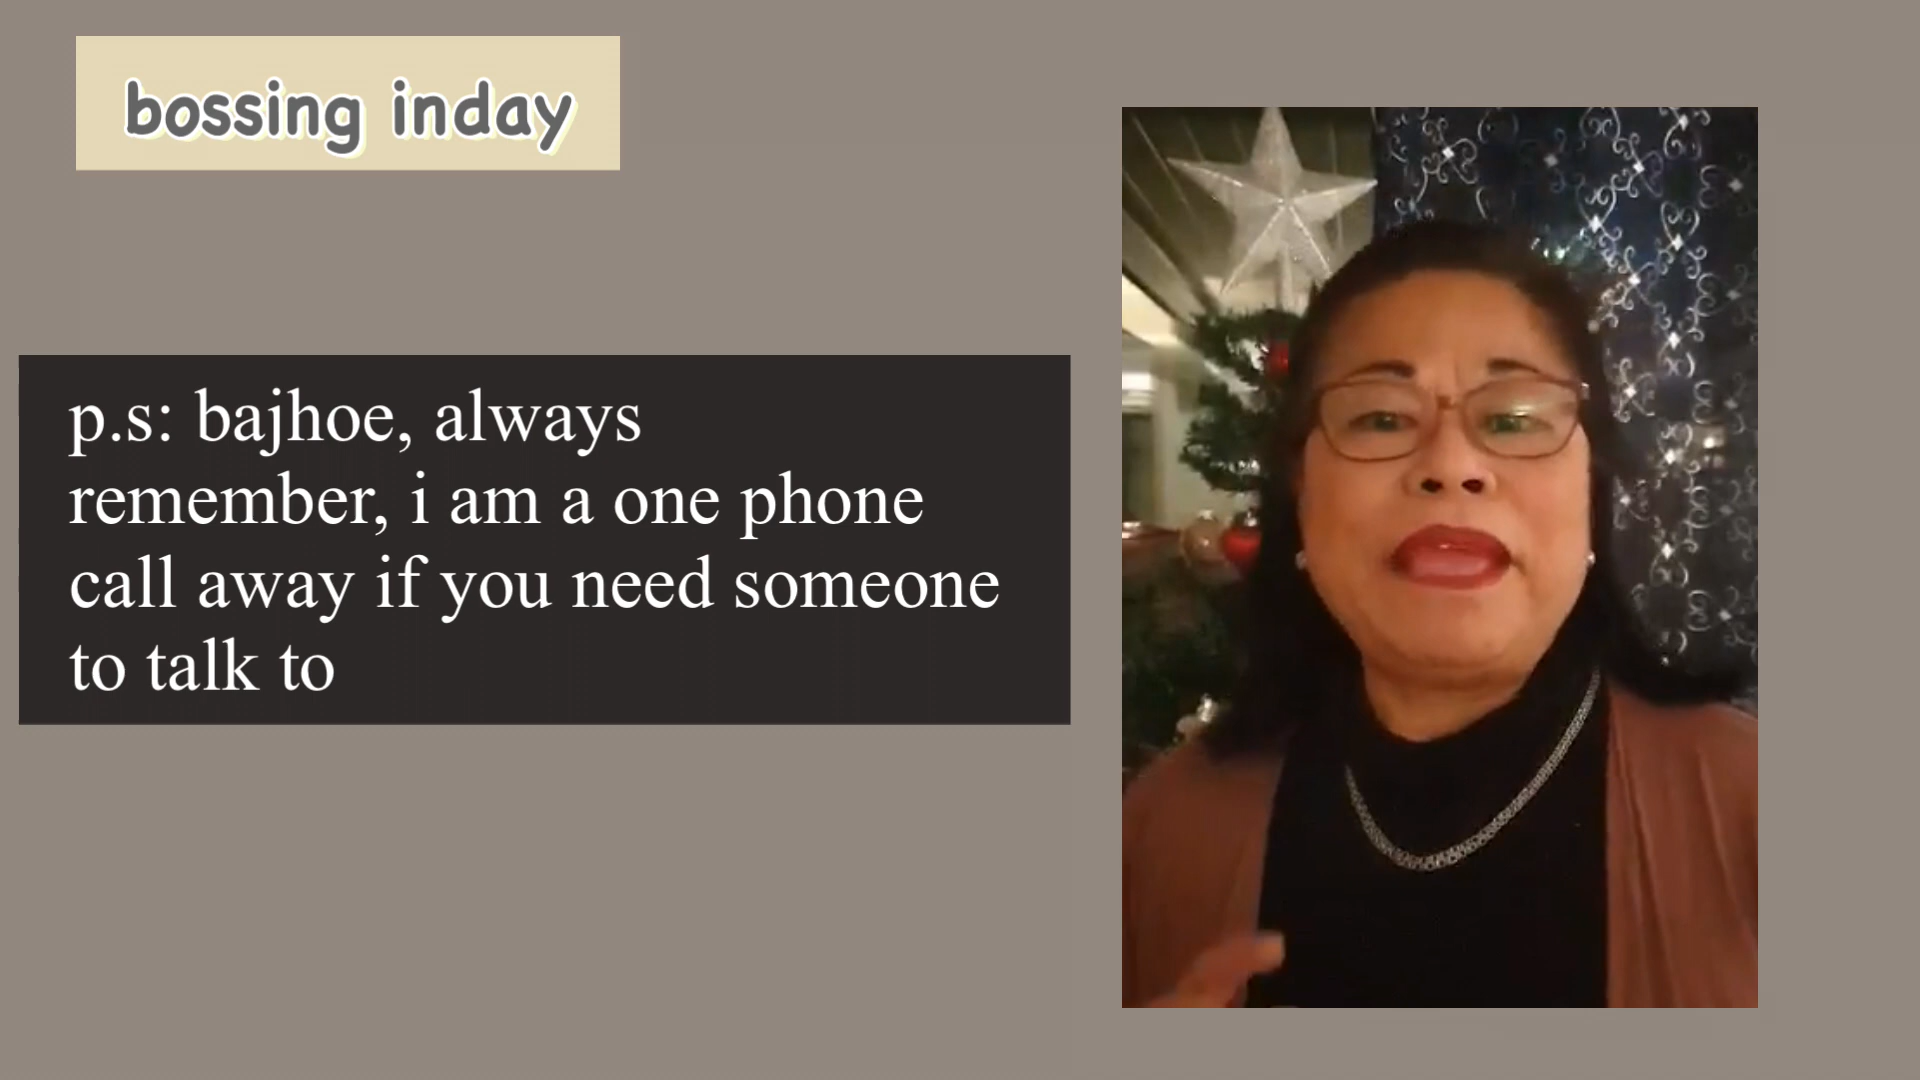 bossing inday
p.s: bajhoe, always
remember, i am a one phone
call away if you need someone
to talk to